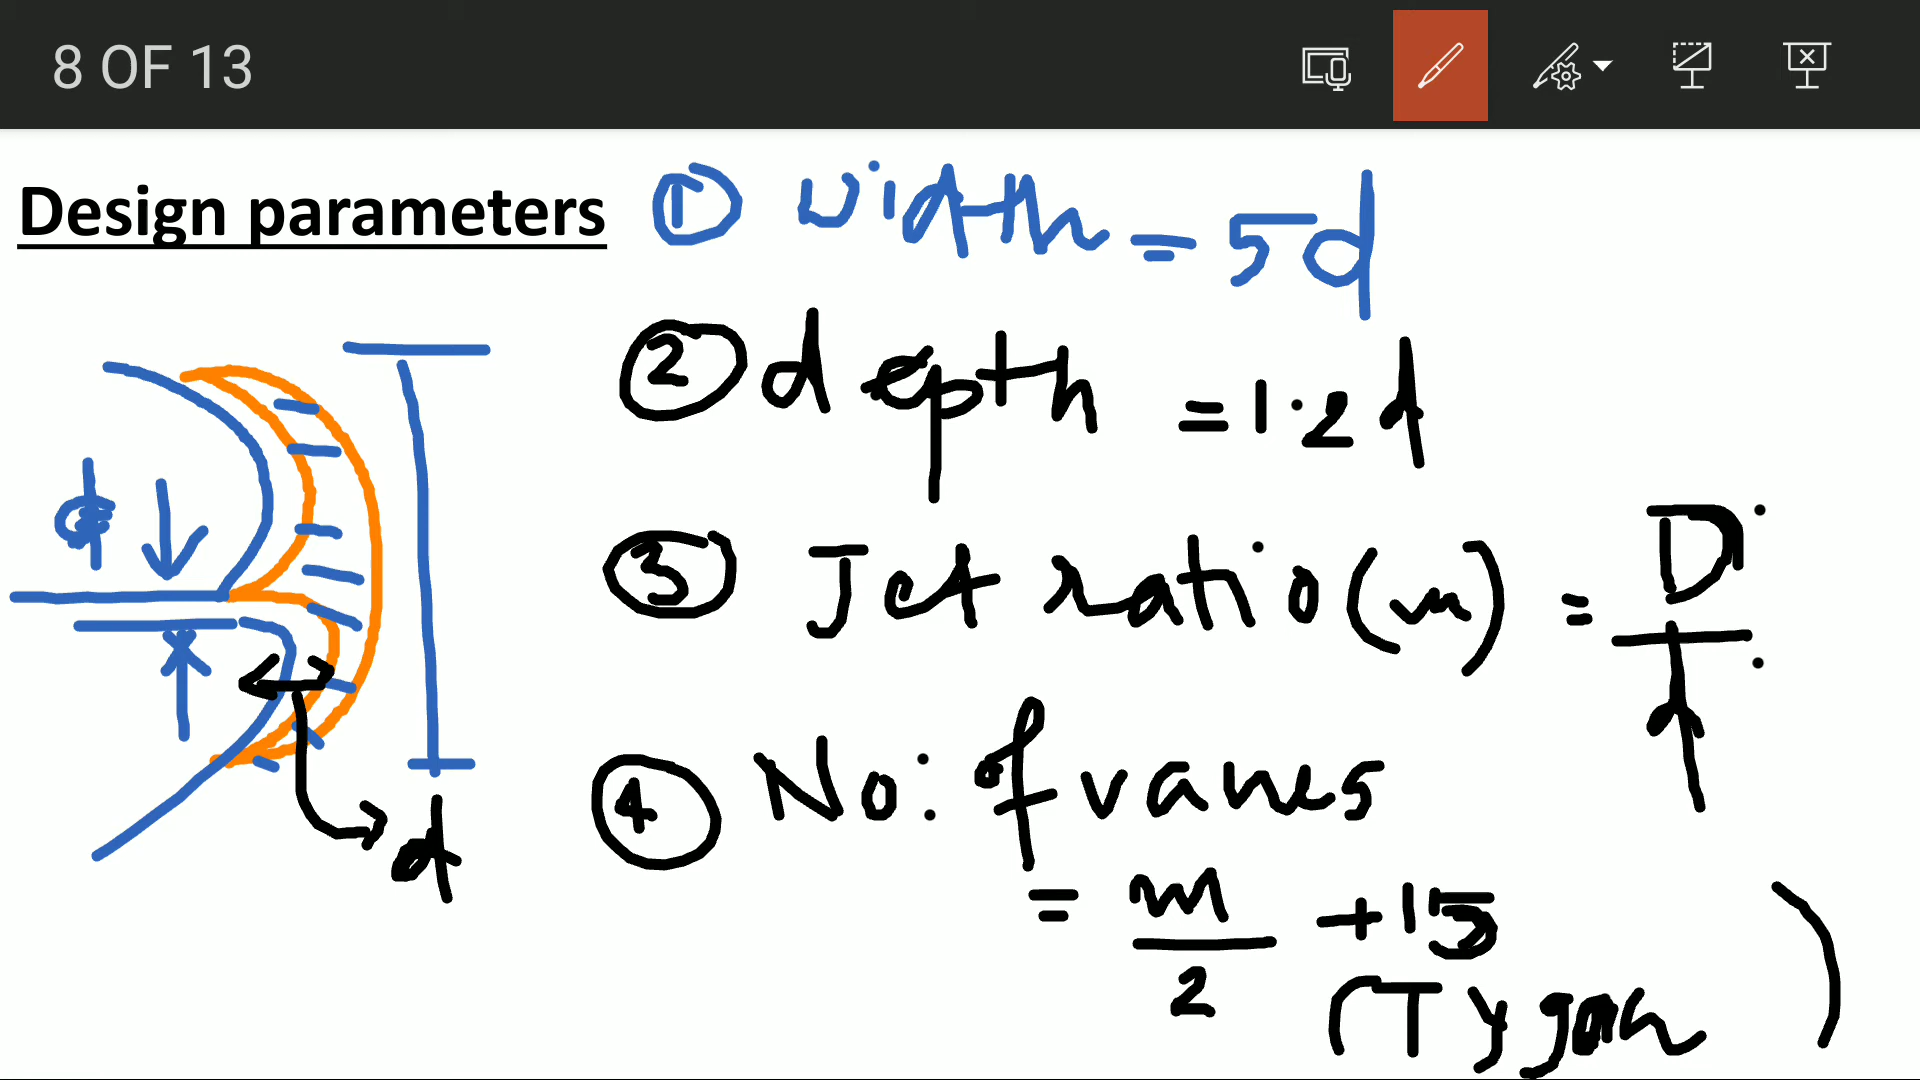 8 OF 13
Design parameters
① width = 5d
② depth = 1.2d
③ Jet ratio (m) = D/d
④ No: of vanes
= m/2 + 15
(Tygon )
d
d